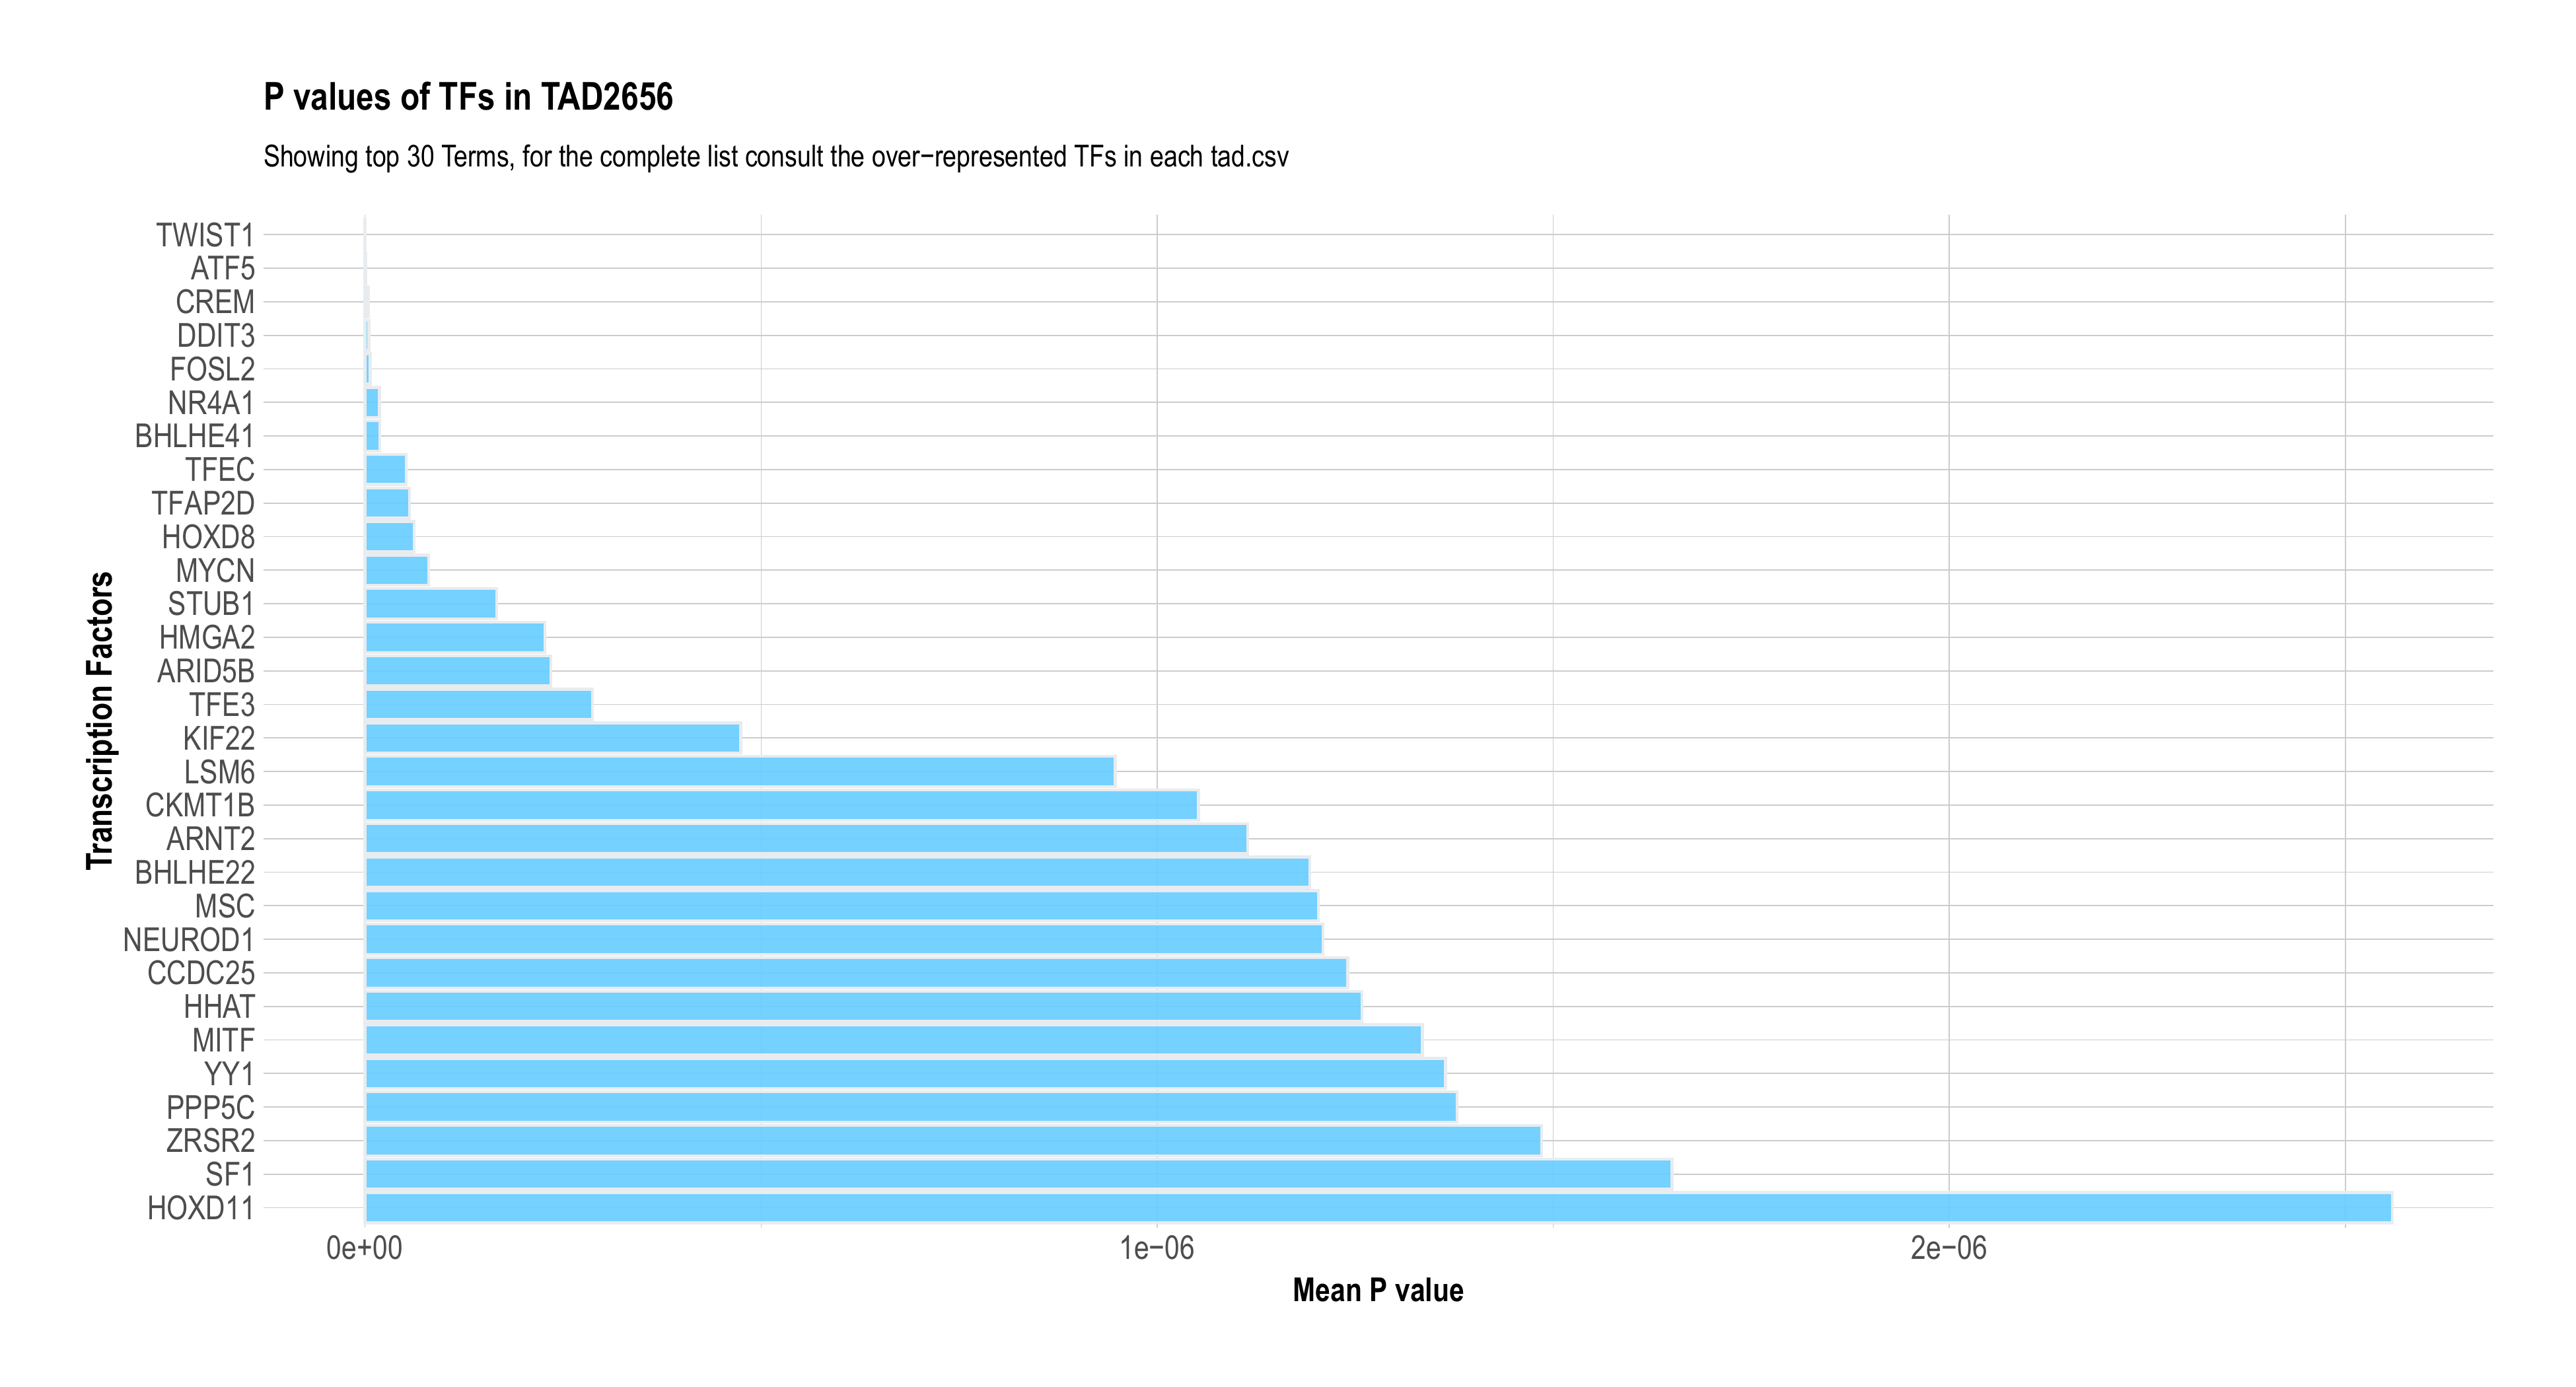 P values of TFs in TAD2656
Showing top 30 Terms, for the complete list consult the over−represented TFs in each tad.csv
Transcription Factors
TWIST1
ATF5
CREM
DDIT3
FOSL2
NR4A1
BHLHE41
TFEC
TFAP2D
HOXD8
MYCN
STUB1
HMGA2
ARID5B
TFE3
KIF22
LSM6
CKMT1B
ARNT2
BHLHE22
MSC
NEUROD1
CCDC25
HHAT
MITF
YY1
PPP5C
ZRSR2
SF1
HOXD11
0e+00 1e−06 2e−06
Mean P value